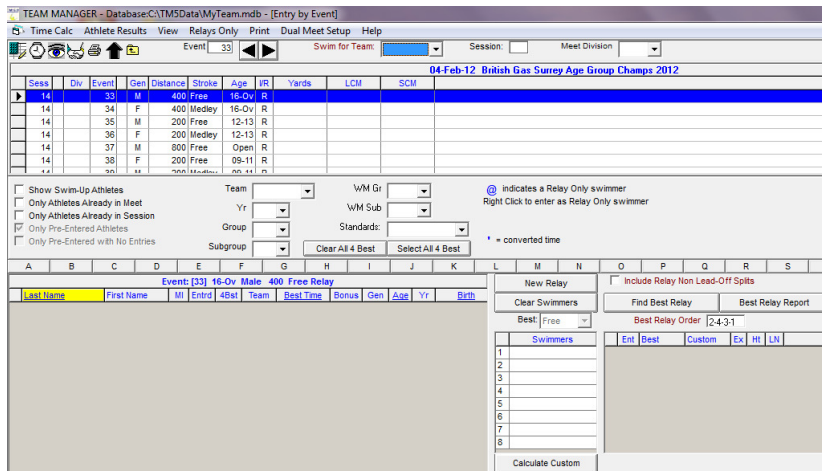 TEAM MANAGER - Database:C:\TM5Data\MyTeam.mdb - [Entry by Event]
Time Calc Athlete Results View Relays Only Print Dual Meet Setup Help
Event 33 Swim for Team: Session: Meet Division
04-Feb-12 British Gas Surrey Age Group Champs 2012
Sess Div Event Gen Distance Stroke Age I/R Yards LCM SCM
14 33 M 400 Free 16-Ov R
14 34 F 400 Medley 16-Ov R
14 35 M 200 Free 12-13 R
14 36 F 200 Medley 12-13 R
14 37 M 800 Free Open R
14 38 F 200 Free 09-11 R
14 39 M 200 Medley 09-11 R
Show Swim-Up Athletes Team WM Gr @ indicates a Relay Only swimmer
Only Athletes Already in Meet Yr WM Sub Right Click to enter as Relay Only swimmer
Only Athletes Already in Session
Only Pre-Entered Athletes Group Standards:
Only Pre-Entered with No Entries Subgroup Clear All 4 Best Select All 4 Best * = converted time
A B C D E F G H I J K L M N O P Q R S
Event: [33] 16-Ov Male 400 Free Relay New Relay Include Relay Non Lead-Off Splits
Last Name First Name MI Entrd 4Bst Team Best Time Bonus Gen Age Yr Birth
Clear Swimmers Find Best Relay Best Relay Report
Best: Free Best Relay Order 2-4-3-1
Swimmers Ent Best Custom Ex Ht LN
1
2
3
4
5
6
7
8
Calculate Custom